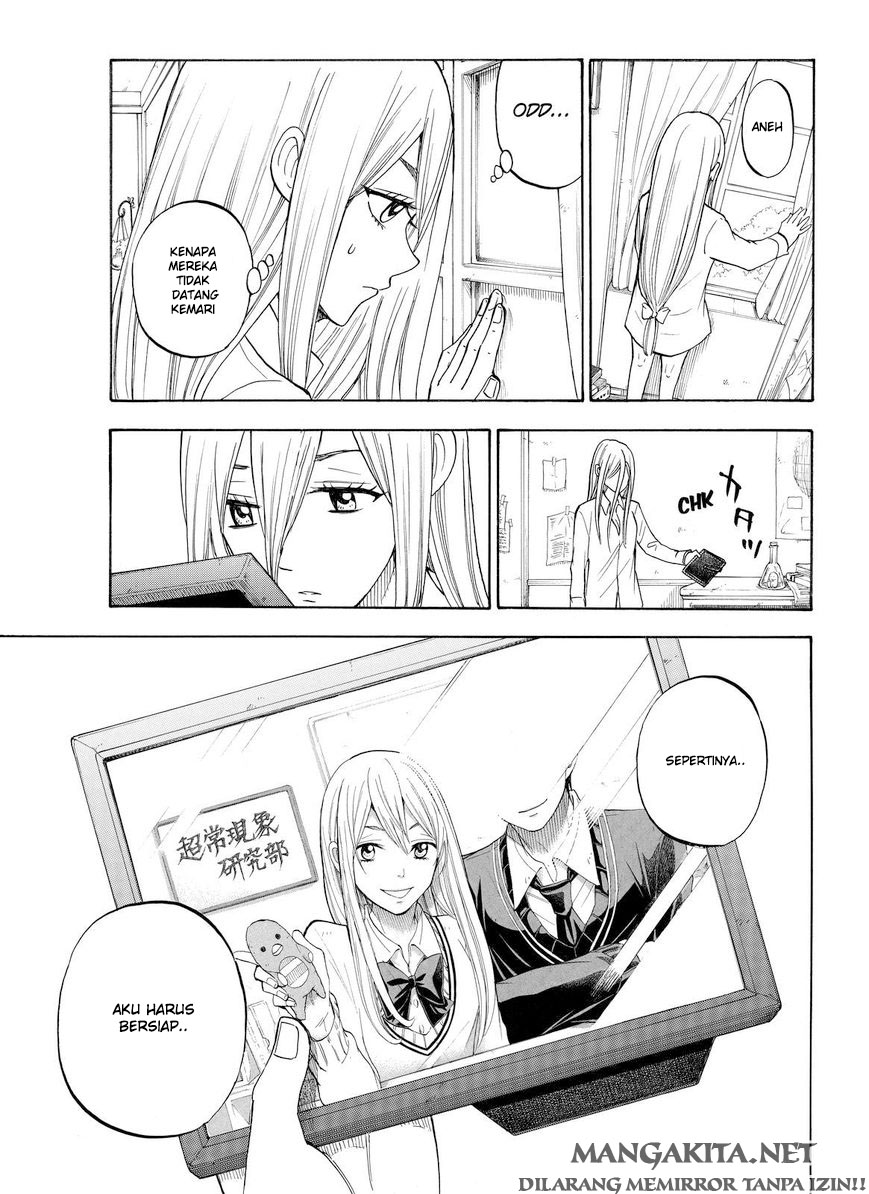 ANEH
ODD...
KENAPA
MEREKA
TIDAK
DATANG
KEMARI
カタッ
CHK
SEPERTINYA..
超常現象
研究部
AKU HARUS
BERSIAP..
MANGAKITA.NET
DILARANG MEMIRROR TANPA IZIN!!